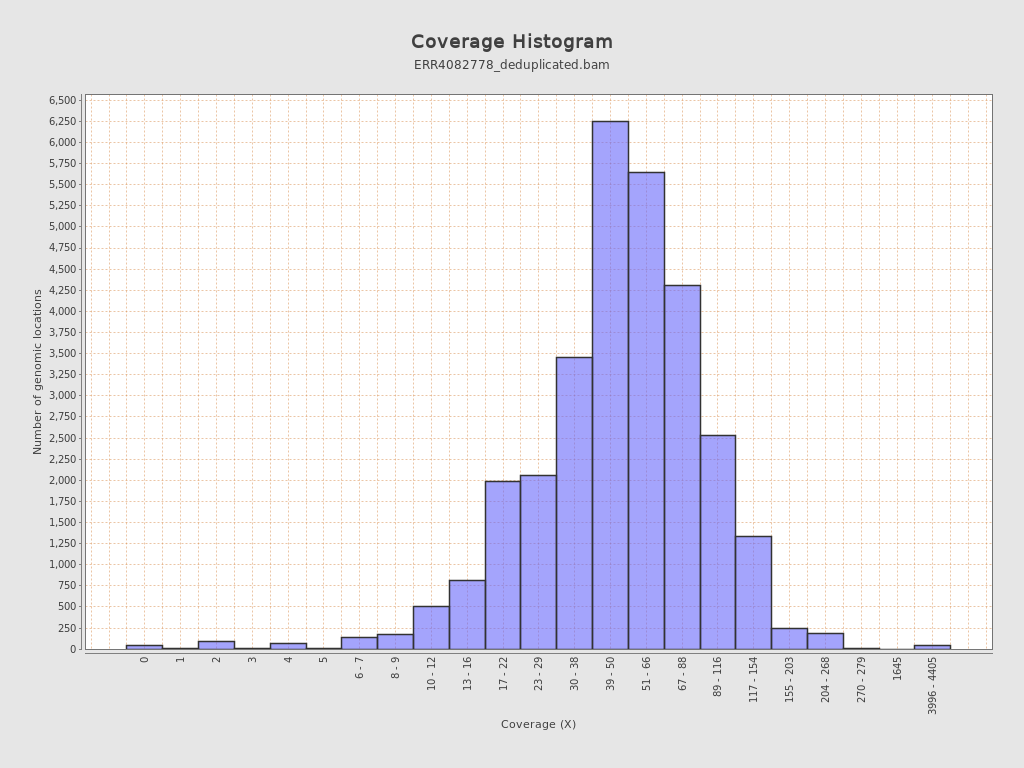 Coverage Histogram
ERR4082778_deduplicated.bam
6,500
6,250
6,000
5,750
5,500
5,250
5,000
4,750
4,500
4,250
4,000
3,750
3,500
3,250
3,000
2,750
2,500
2,250
2,000
1,750
1,500
1,250
1,000
750
500
250
0
Number of genomic locations
0
1
2
3
4
5
6 - 7
8 - 9
10 - 12
13 - 16
17 - 22
23 - 29
30 - 38
39 - 50
51 - 66
67 - 88
89 - 116
117 - 154
155 - 203
204 - 268
270 - 279
1645
3996 - 4405
Coverage (X)